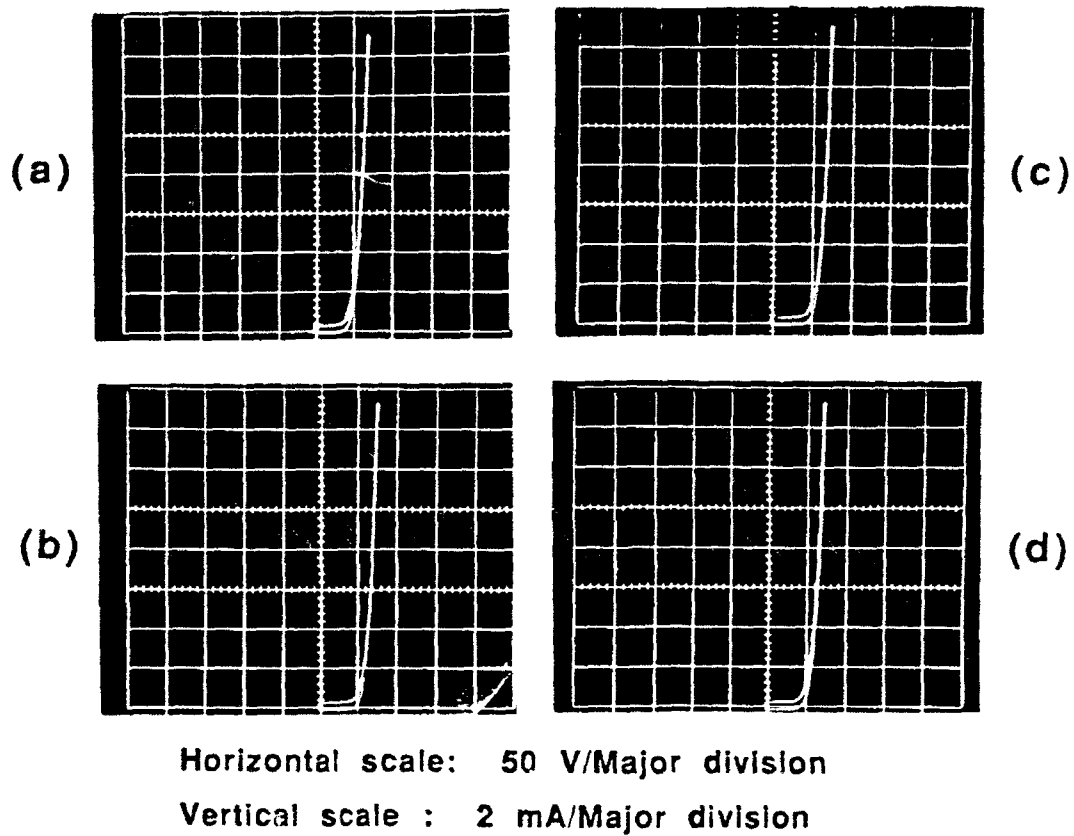 (a)
(c)
(b)
(d)
Horizontal scale: 50 V/Major division
Vertical scale : 2 mA/Major division